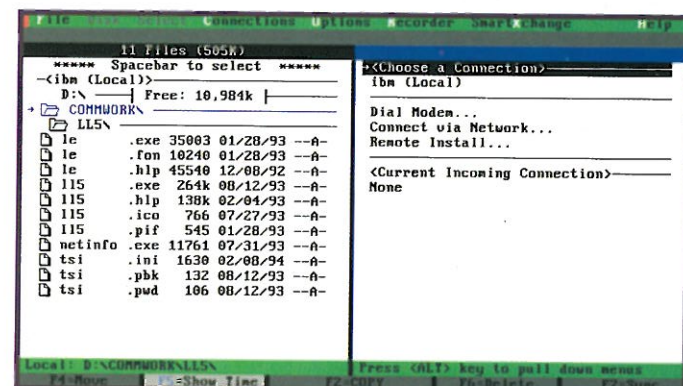 File Disk Select Connections Options Recorder SmartXchange Help
11 Files (505K)
***** Spacebar to select *****
<ibm (Local)>
D:\ Free: 10,984k
COMMWORK\
LL5\
le .exe 35003 01/28/93 --A-
le .fon 10240 01/28/93 --A-
le .hlp 45540 12/08/92 --A-
ll5 .exe 264k 08/12/93 --A-
ll5 .hlp 138k 02/04/93 --A-
ll5 .ico 766 07/27/93 --A-
ll5 .pif 545 01/28/93 --A-
netinfo .exe 11761 07/31/93 --A-
tsi .ini 1630 02/08/94 --A-
tsi .pbk 132 08/12/93 --A-
tsi .pwd 106 08/12/93 --A-
<Choose a Connection>
ibm (Local)
Dial Modem...
Connect via Network...
Remote Install...
<Current Incoming Connection>
None
Local: D:\COMMWORK\LL5\
Press <ALT> key to pull down menus
F4=Move F5=Show Time F2=COPY F6=Delete F7=Sync